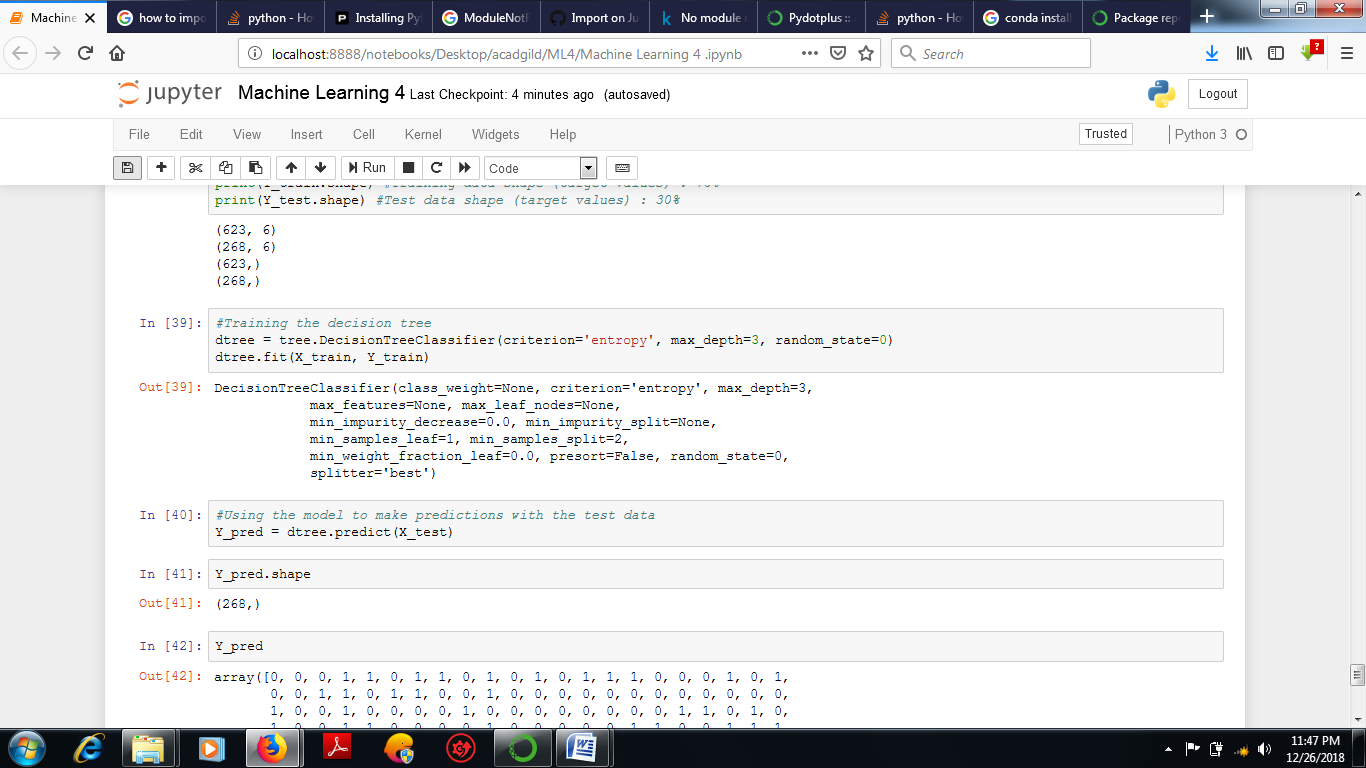 Machine
how to impo
python - Ho
Installing Py
ModuleNotF
Import on Ju
No module
Pydotplus ::
python - Ho
conda install
Package rep
localhost:8888/notebooks/Desktop/acadgild/ML4/Machine Learning 4 .ipynb
Search
jupyter Machine Learning 4 Last Checkpoint: 4 minutes ago (autosaved)
Logout
File Edit View Insert Cell Kernel Widgets Help
Trusted
Python 3
Run
Code
print(Y_train.shape) #Training data shape (target values) : 70%
print(Y_test.shape) #Test data shape (target values) : 30%
(623, 6)
(268, 6)
(623,)
(268,)
In [39]: #Training the decision tree
dtree = tree.DecisionTreeClassifier(criterion='entropy', max_depth=3, random_state=0)
dtree.fit(X_train, Y_train)
Out[39]: DecisionTreeClassifier(class_weight=None, criterion='entropy', max_depth=3,
max_features=None, max_leaf_nodes=None,
min_impurity_decrease=0.0, min_impurity_split=None,
min_samples_leaf=1, min_samples_split=2,
min_weight_fraction_leaf=0.0, presort=False, random_state=0,
splitter='best')
In [40]: #Using the model to make predictions with the test data
Y_pred = dtree.predict(X_test)
In [41]: Y_pred.shape
Out[41]: (268,)
In [42]: Y_pred
Out[42]: array([0, 0, 0, 1, 1, 0, 1, 1, 0, 1, 0, 1, 0, 1, 1, 1, 0, 0, 0, 1, 0, 1,
0, 0, 1, 1, 0, 1, 1, 0, 0, 1, 0, 0, 0, 0, 0, 0, 0, 0, 0, 0,
1, 0, 0, 1, 0, 0, 0, 0, 1, 0, 0, 0, 0, 0, 0, 0, 1, 1, 0, 1, 0,
11:47 PM
12/26/2018